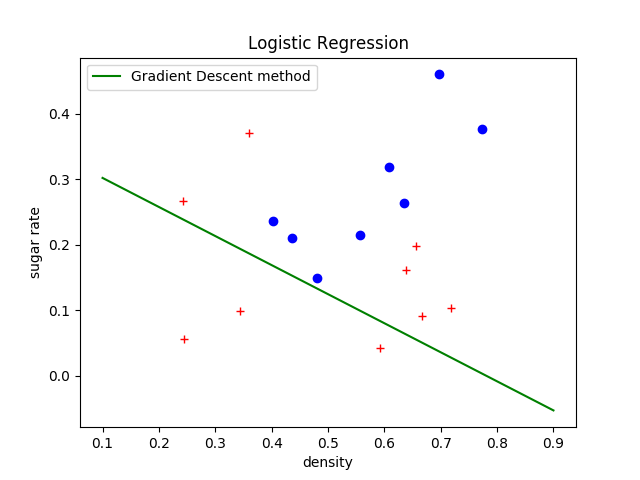 Logistic Regression
Gradient Descent method
sugar rate
0.4
0.3
0.2
0.1
0.0
0.1 0.2 0.3 0.4 0.5 0.6 0.7 0.8 0.9
density